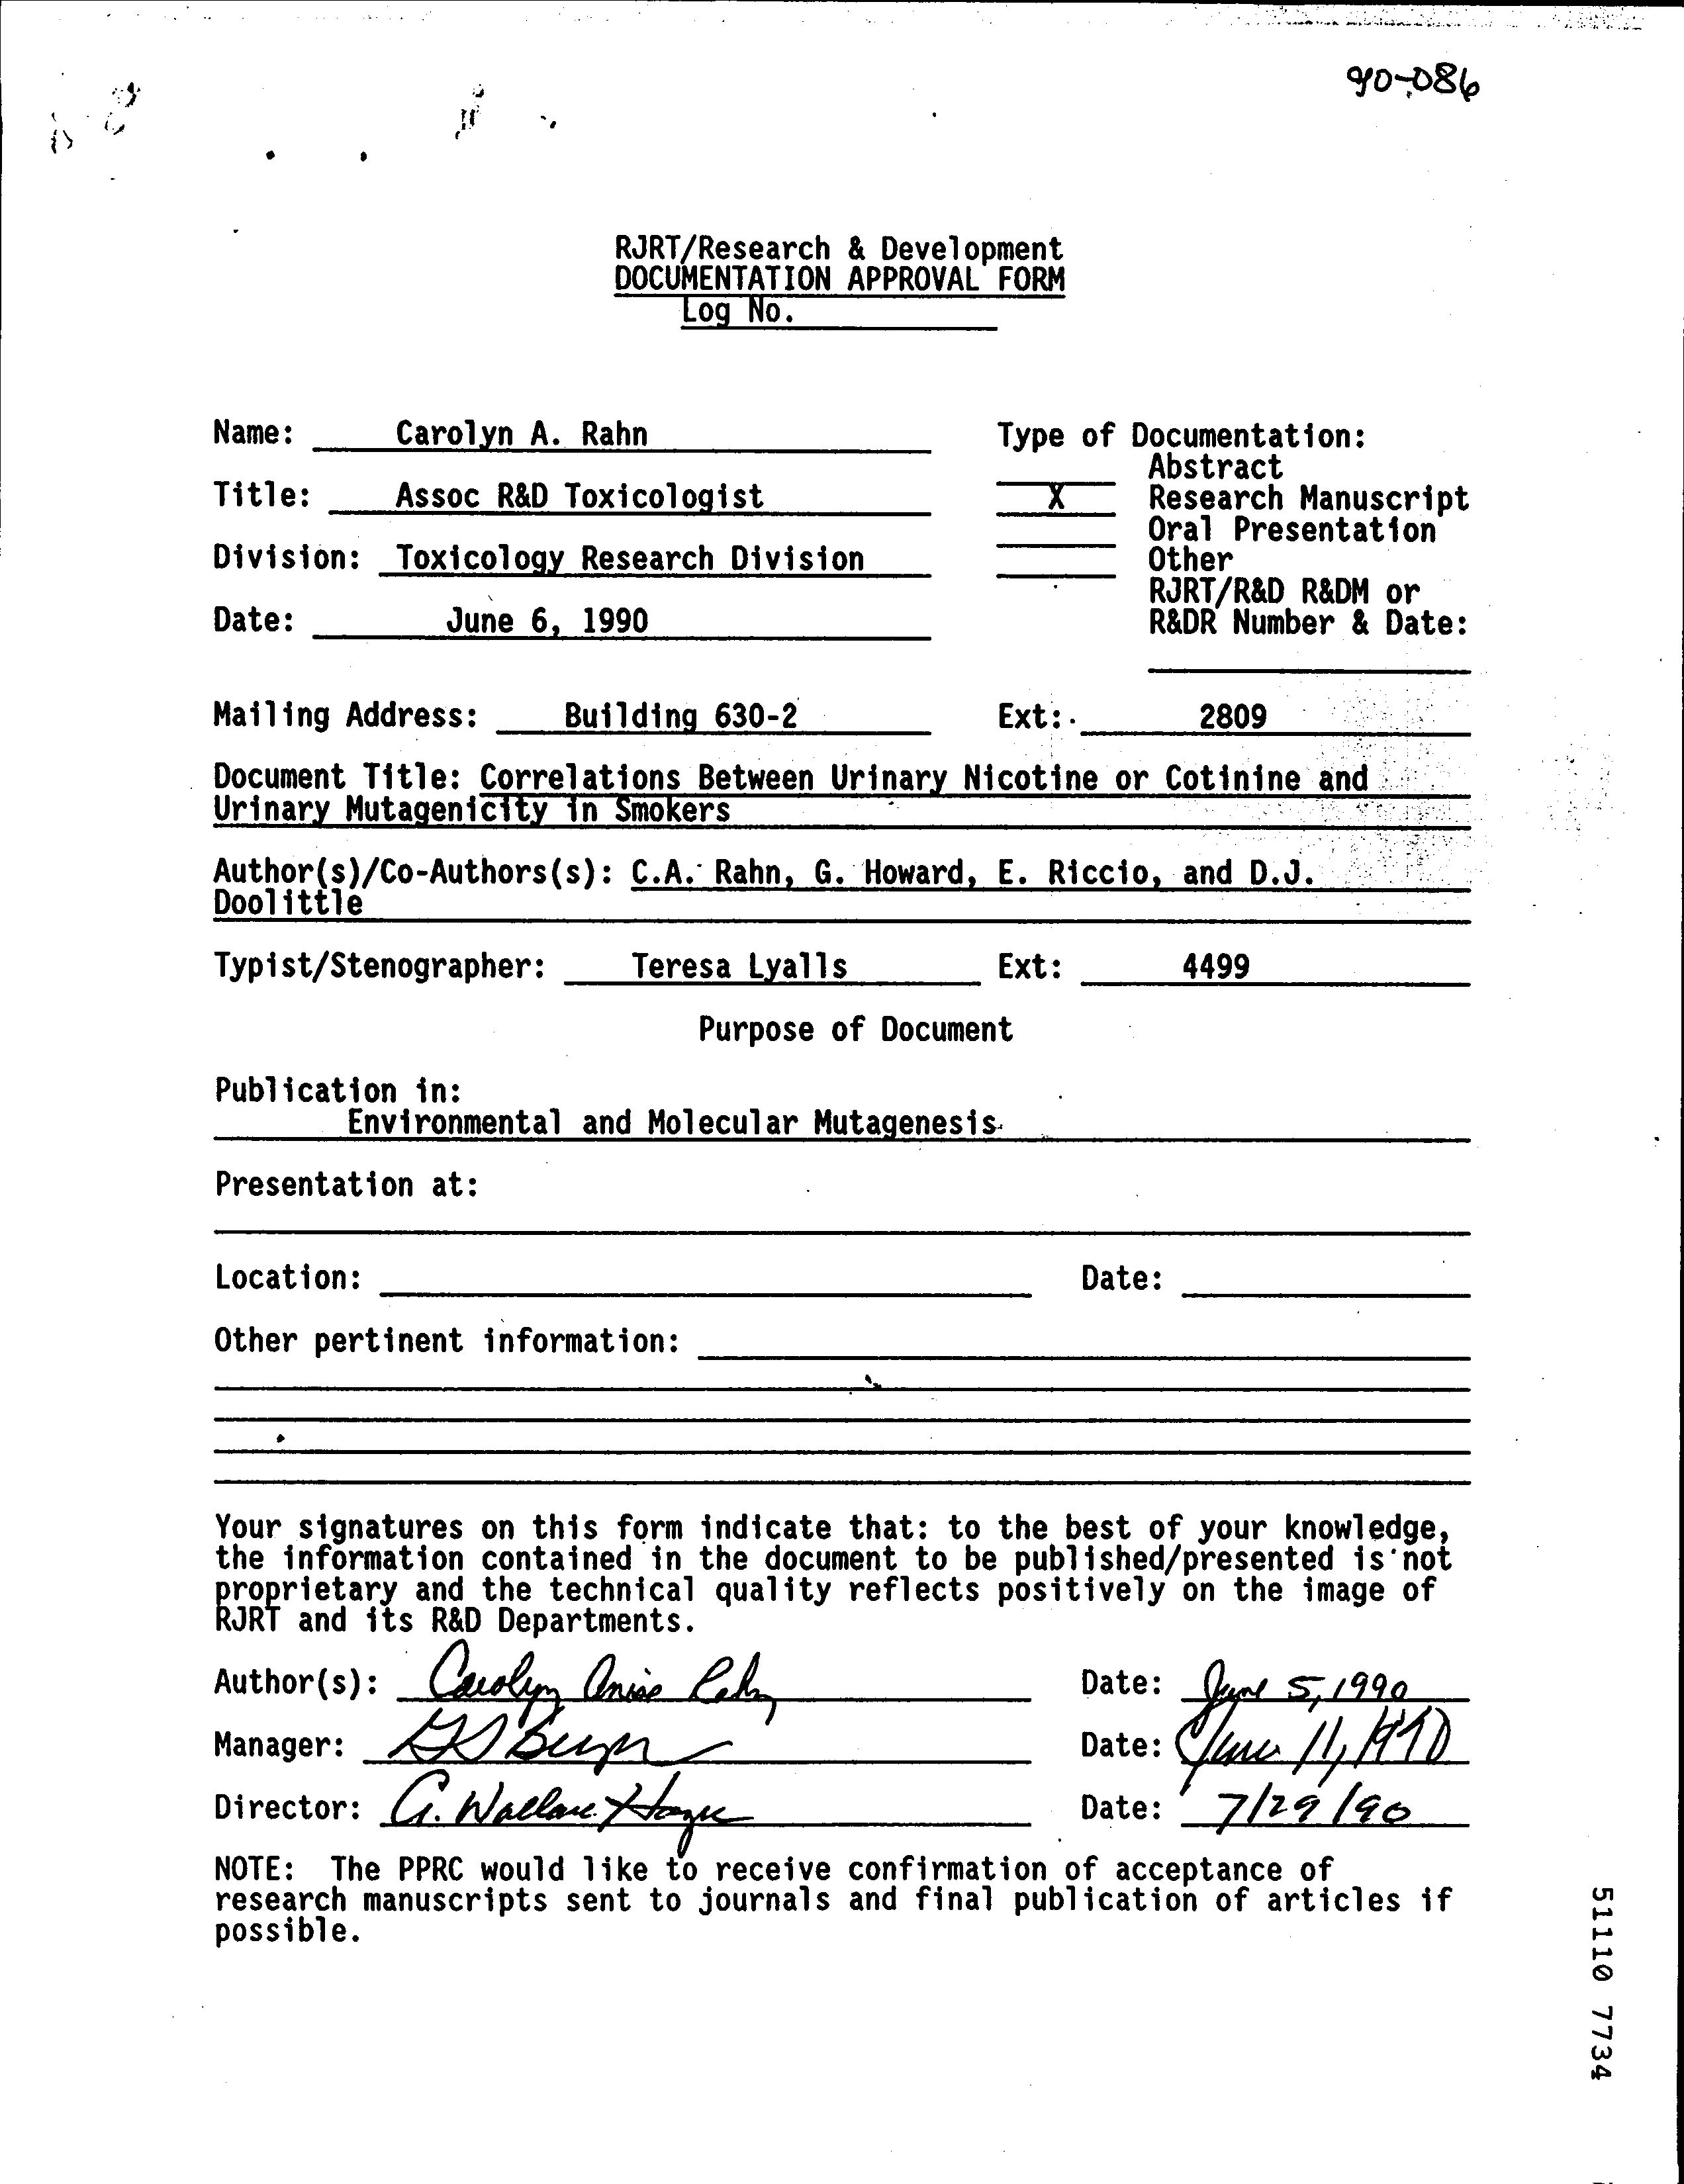 90-086
RJRT/Research & Development
DOCUMENTATION APPROVAL FORM
Log No.
Name: Carolyn A. Rahn
Type of Documentation:
Abstract
Title: Assoc R&D Toxicologist
X Research Manuscript
Oral Presentation
Division: Toxicology Research Division
Other
RJRT/R&D R&DM or
Date: June 6, 1990
R&DR Number & Date:
Mailing Address: Building 630-2 Ext: 2809
Document Title: Correlations Between Urinary Nicotine or Cotinine and
Urinary Mutagenicity in Smokers
Author(s)/Co-Authors(s): C.A. Rahn, G. Howard, E. Riccio, and D.J.
Doolittle
Typist/Stenographer: Teresa Lyalls Ext: 4499
Purpose of Document
Publication in:
Environmental and Molecular Mutagenesis
Presentation at:
Location: Date:
Other pertinent information:
Your signatures on this form indicate that: to the best of your knowledge,
the information contained in the document to be published/presented is not
proprietary and the technical quality reflects positively on the image of
RJRT and its R&D Departments.
Author(s): Carolyn Rahn Date: June 5, 1990
Manager: Date: June 11, 1990
Director: G. Wallace Hayes Date: 7/29/90
NOTE: The PPRC would like to receive confirmation of acceptance of
research manuscripts sent to journals and final publication of articles if
possible.
51110 7734